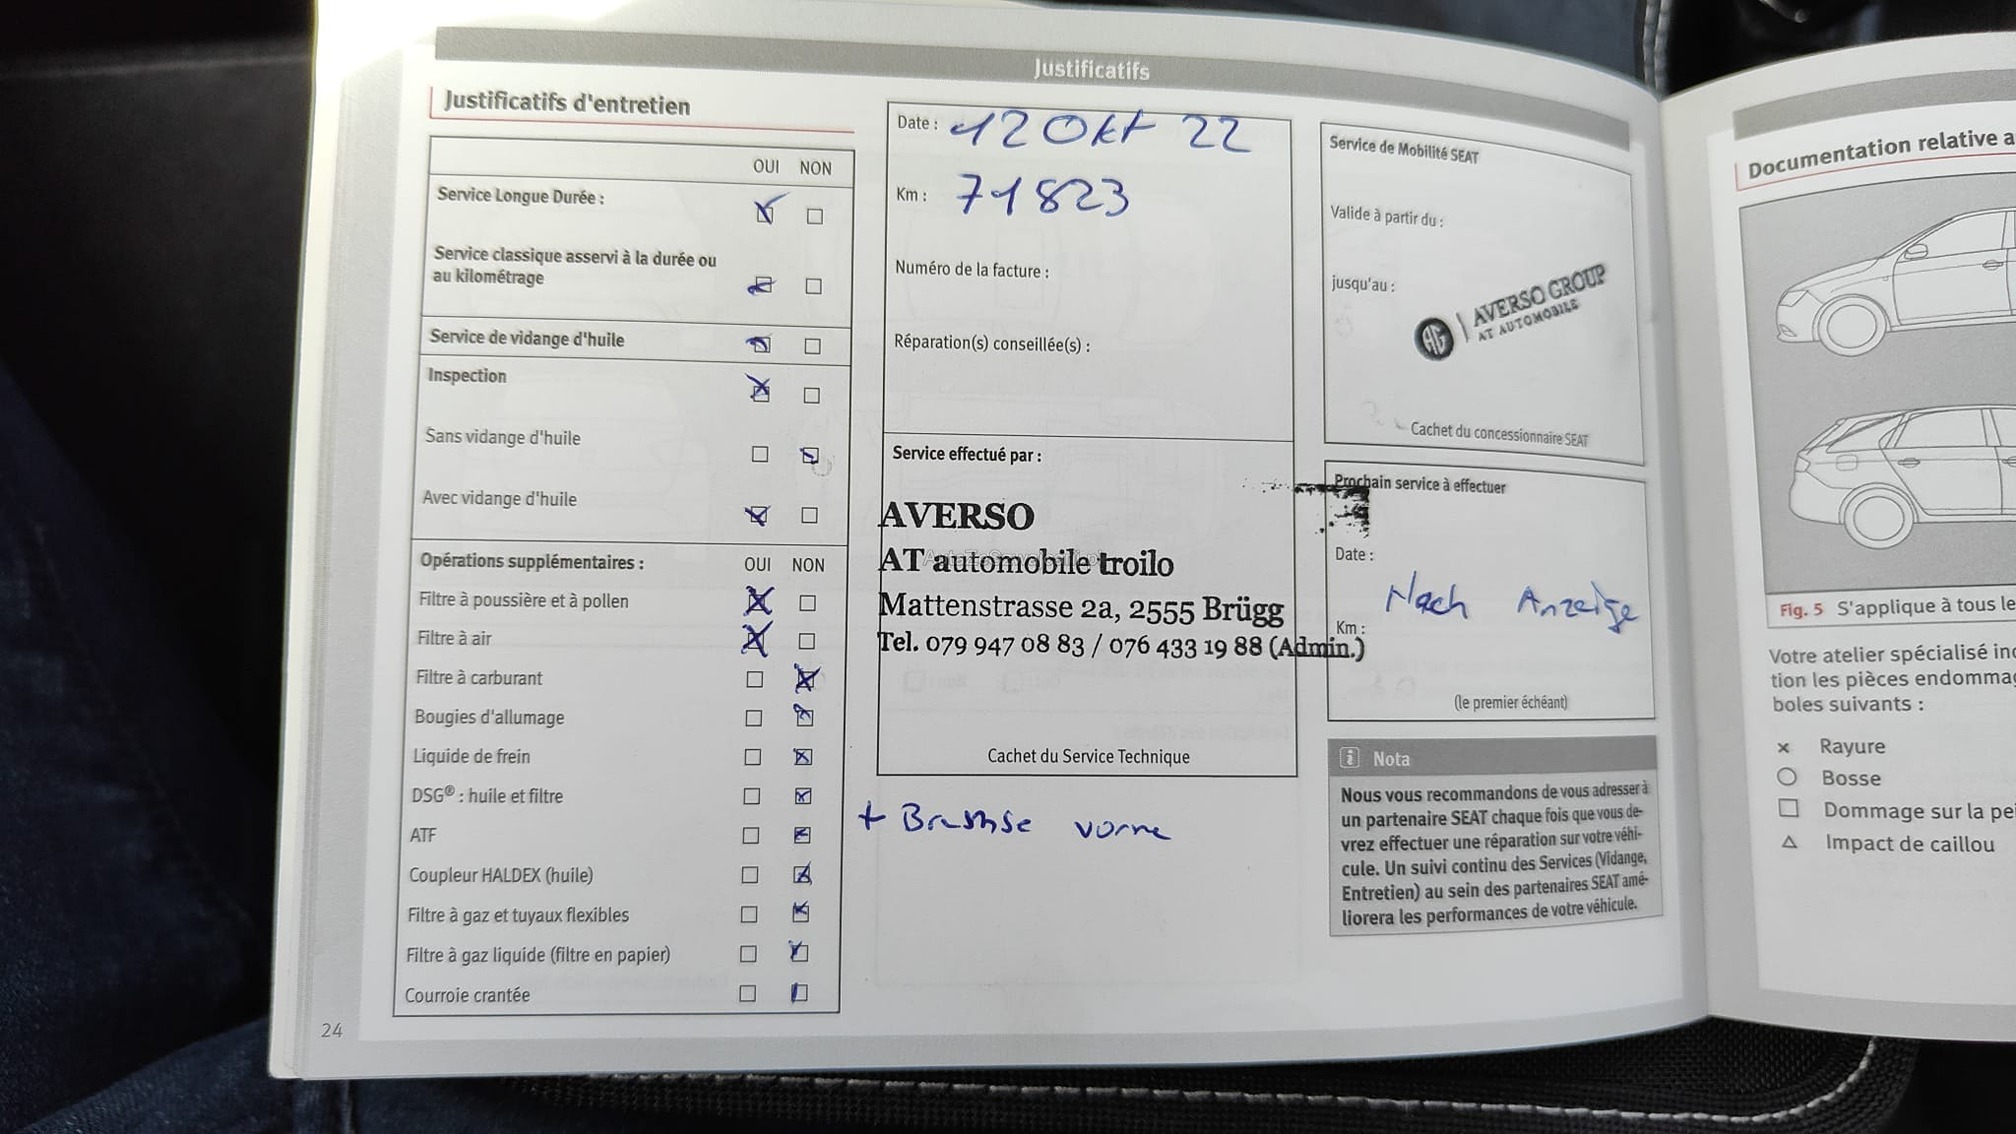 Justificatifs
Justificatifs d'entretien
OUI NON
Service Longue Durée :
Service classique asservi à la durée ou
au kilométrage
Service de vidange d'huile
Inspection
Sans vidange d'huile
Avec vidange d'huile
Opérations supplémentaires : OUI NON
Filtre à poussière et à pollen
Filtre à air
Filtre à carburant
Bougies d'allumage
Liquide de frein
DSG® : huile et filtre
ATF
Coupleur HALDEX (huile)
Filtre à gaz et tuyaux flexibles
Filtre à gaz liquide (filtre en papier)
Courroie crantée
24
Date : 12 Okt 22
Km : 71823
Numéro de la facture :
Réparation(s) conseillée(s) :
Service effectué par :
AVERSO
AT automobile troilo
Mattenstrasse 2a, 2555 Brügg
Tel. 079 947 08 83 / 076 433 19 88 (Admin.)
Cachet du Service Technique
+ vorne
Service de Mobilité SEAT
Valide à partir du :
jusqu'au :
AG AVERSO GROUP
AT AUTOMOBILE
Cachet du concessionnaire SEAT
Prochain service à effectuer
Date :
Nach Anzeige
Km :
(le premier échéant)
i Nota
Nous vous recommandons de vous adresser à
un partenaire SEAT chaque fois que vous de-
vrez effectuer une réparation sur votre véhi-
cule. Un suivi continu des Services (Vidange,
Entretien) au sein des partenaires SEAT amé-
liorera les performances de votre véhicule.
Documentation relative a
Fig. 5 S'applique à tous le
Votre atelier spécialisé in
tion les pièces endomma
boles suivants :
Rayure
Bosse
Dommage sur la pe
Impact de caillou